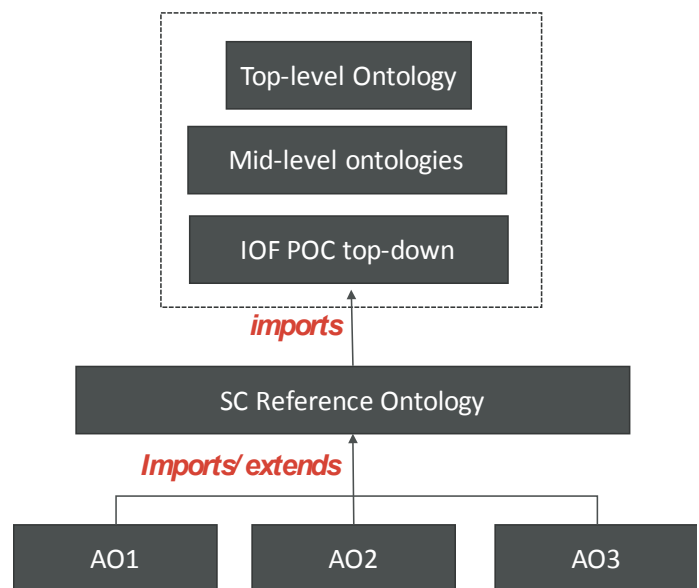 Top-level Ontology
Mid-level ontologies
IOF POC top-down
imports
SC Reference Ontology
Imports/ extends
AO1
AO2
AO3